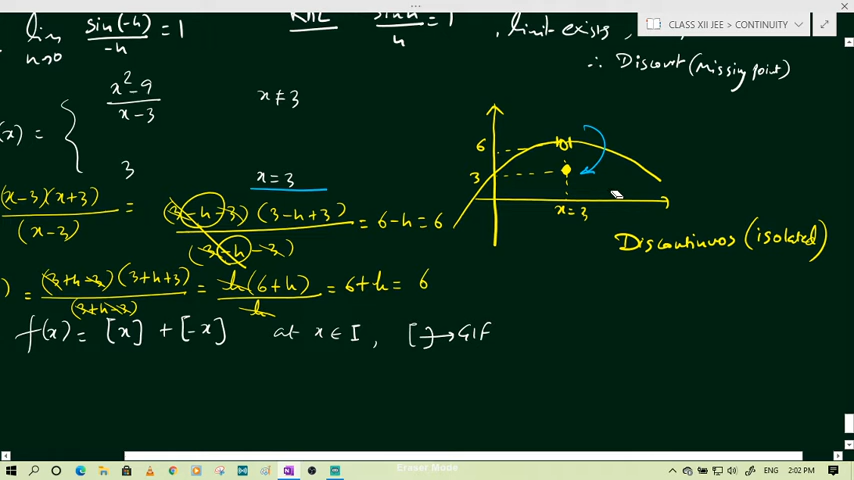 lim sin(-h)/-h = 1 RHL sinh/h = 1 , limit exists ,
h→0
CLASS XII JEE > CONTINUITY
∴ Discont (Missing point)
(x) = { x²-9/x-3 x≠3
3 x=3
(x-3)(x+3)/(x-3) = (3-h-3)(3-h+3)/(3-h-3) = 6-h = 6
) = (3+h-3)(3+h+3)/(3+h-3) = h(6+h)/h = 6+h = 6
6
3
x=3
Discontinuos (isolated)
f(x) = [x] + [-x] at x ∈ I, [ ]→GIF
Eraser Mode
ENG 2:02 PM